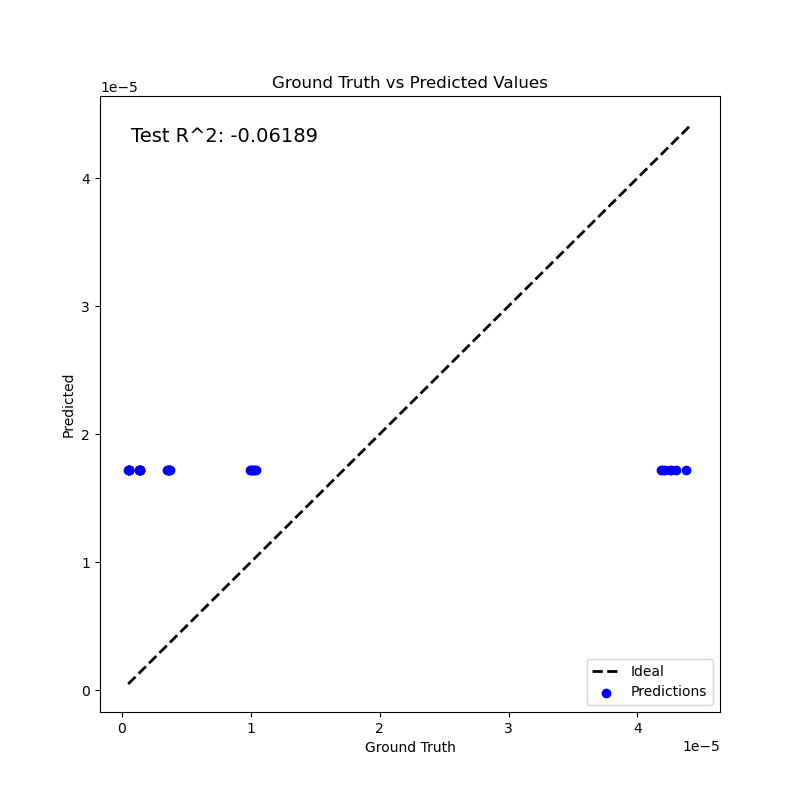 Ground Truth vs Predicted Values
1e−5
Test R^2: -0.06189
4
3
2
1
0
Predicted
Ideal
Predictions
0 1 2 3 4
1e−5
Ground Truth